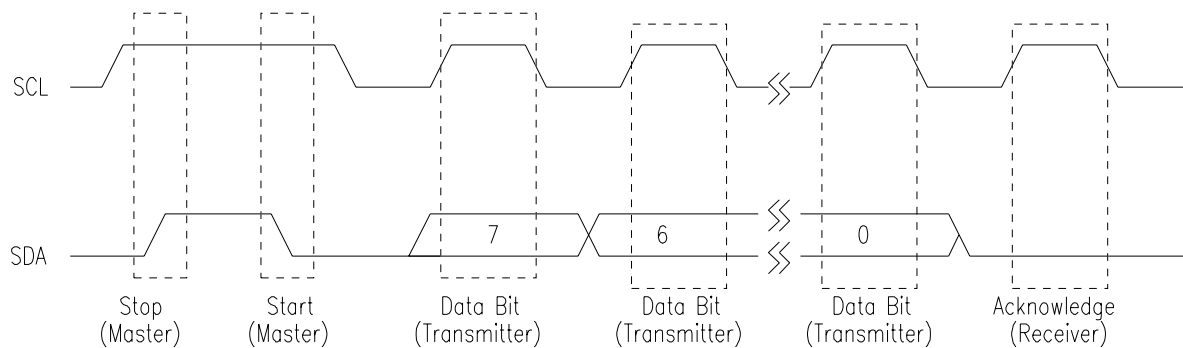 SCL
SDA
7
6
0
Stop
(Master)
Start
(Master)
Data Bit
(Transmitter)
Data Bit
(Transmitter)
Data Bit
(Transmitter)
Acknowledge
(Receiver)